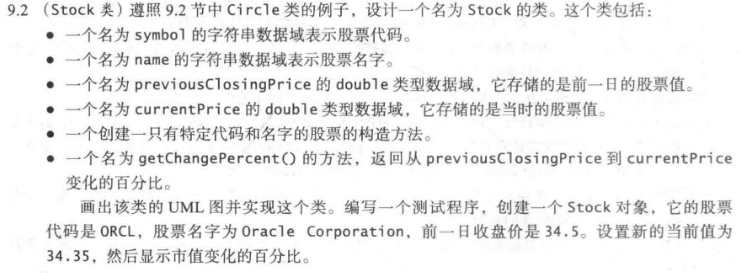 9.2 （Stock 类）遵照 9.2 节中 Circle 类的例子，设计一个名为 Stock 的类。这个类包括：
● 一个名为 symbol 的字符串数据域表示股票代码。
● 一个名为 name 的字符串数据域表示股票名字。
● 一个名为 previousClosingPrice 的 double 类型数据域，它存储的是前一日的股票值。
● 一个名为 currentPrice 的 double 类型数据域，它存储的是当时的股票值。
● 一个创建一只有特定代码和名字的股票的构造方法。
● 一个名为 getChangePercent() 的方法，返回从 previousClosingPrice 到 currentPrice
变化的百分比。
画出该类的 UML 图并实现这个类。编写一个测试程序，创建一个 Stock 对象，它的股票
代码是 ORCL，股票名字为 Oracle Corporation，前一日收盘价是 34.5。设置新的当前值为
34.35，然后显示市值变化的百分比。